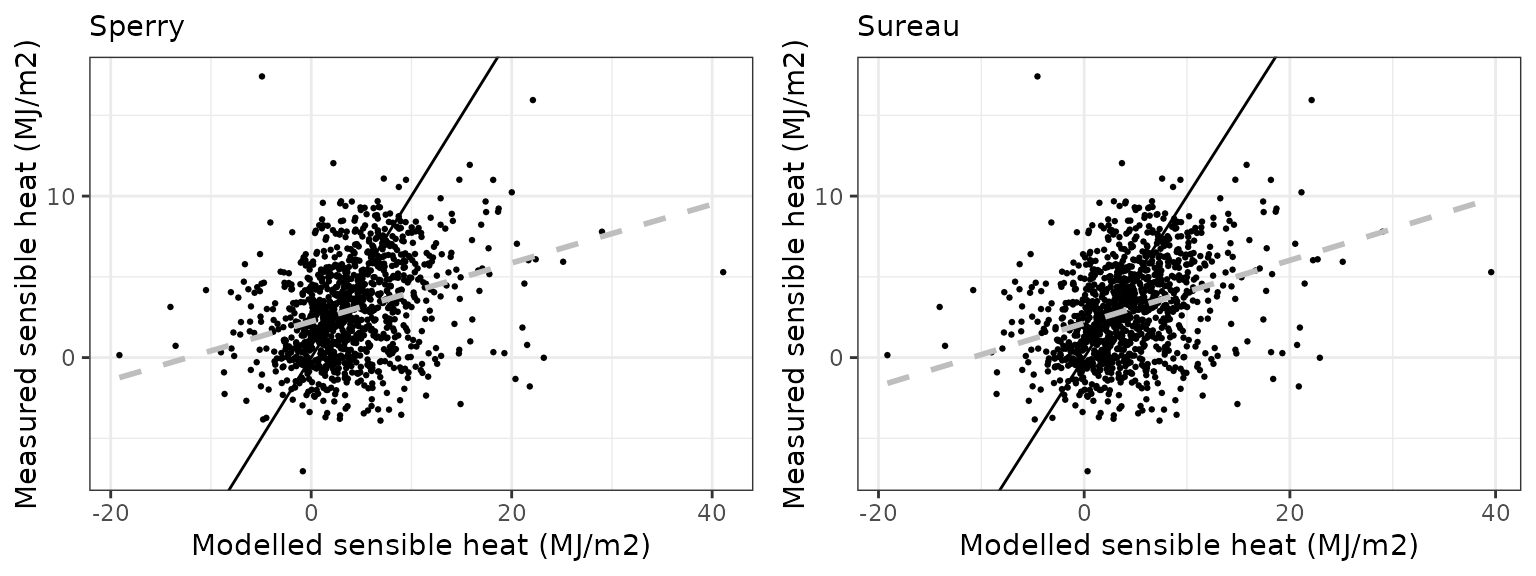 Sperry
Measured sensible heat (MJ/m2)
10
0
-20 0 20 40
Modelled sensible heat (MJ/m2)
Sureau
Measured sensible heat (MJ/m2)
10
0
-20 0 20 40
Modelled sensible heat (MJ/m2)